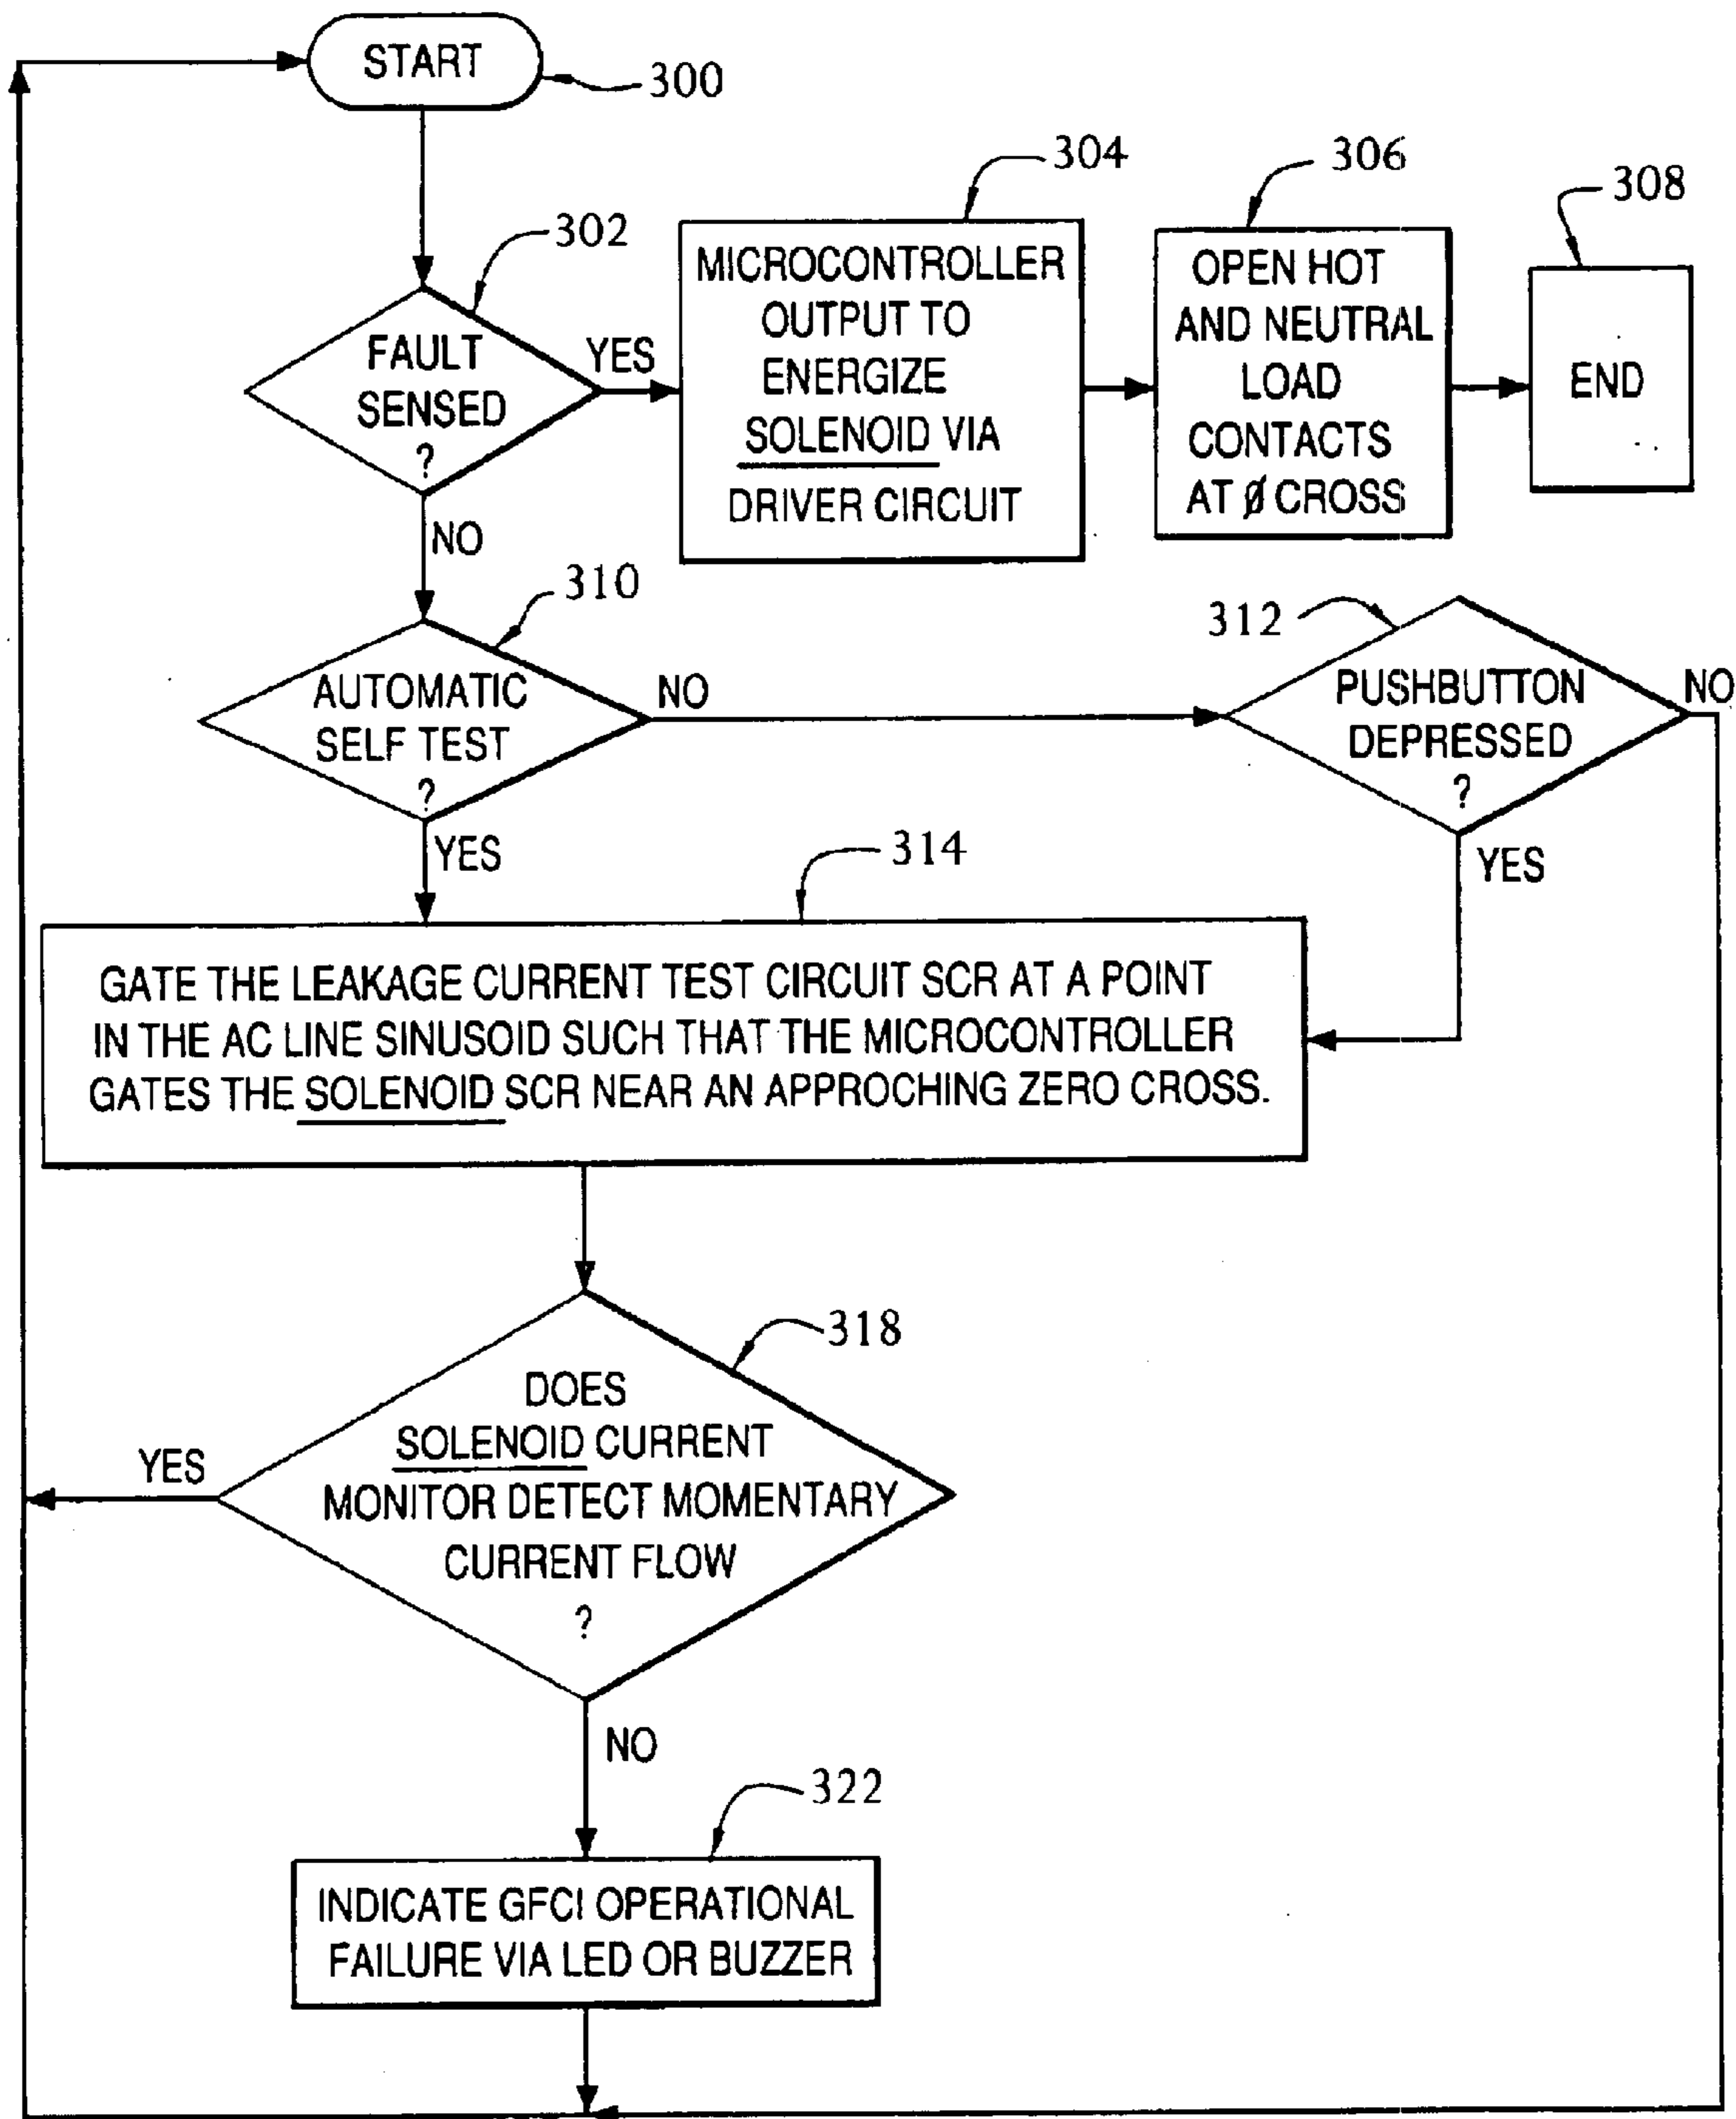 START
300
302
FAULT
SENSED
?
YES
NO
304
MICROCONTROLLER
OUTPUT TO
ENERGIZE
SOLENOID VIA
DRIVER CIRCUIT
306
OPEN HOT
AND NEUTRAL
LOAD
CONTACTS
AT Ø CROSS
308
END
310
AUTOMATIC
SELF TEST
?
NO
YES
312
PUSHBUTTON
DEPRESSED
?
NO
YES
314
GATE THE LEAKAGE CURRENT TEST CIRCUIT SCR AT A POINT
IN THE AC LINE SINUSOID SUCH THAT THE MICROCONTROLLER
GATES THE SOLENOID SCR NEAR AN APPROCHING ZERO CROSS.
318
DOES
SOLENOID CURRENT
MONITOR DETECT MOMENTARY
CURRENT FLOW
?
YES
NO
322
INDICATE GFCI OPERATIONAL
FAILURE VIA LED OR BUZZER